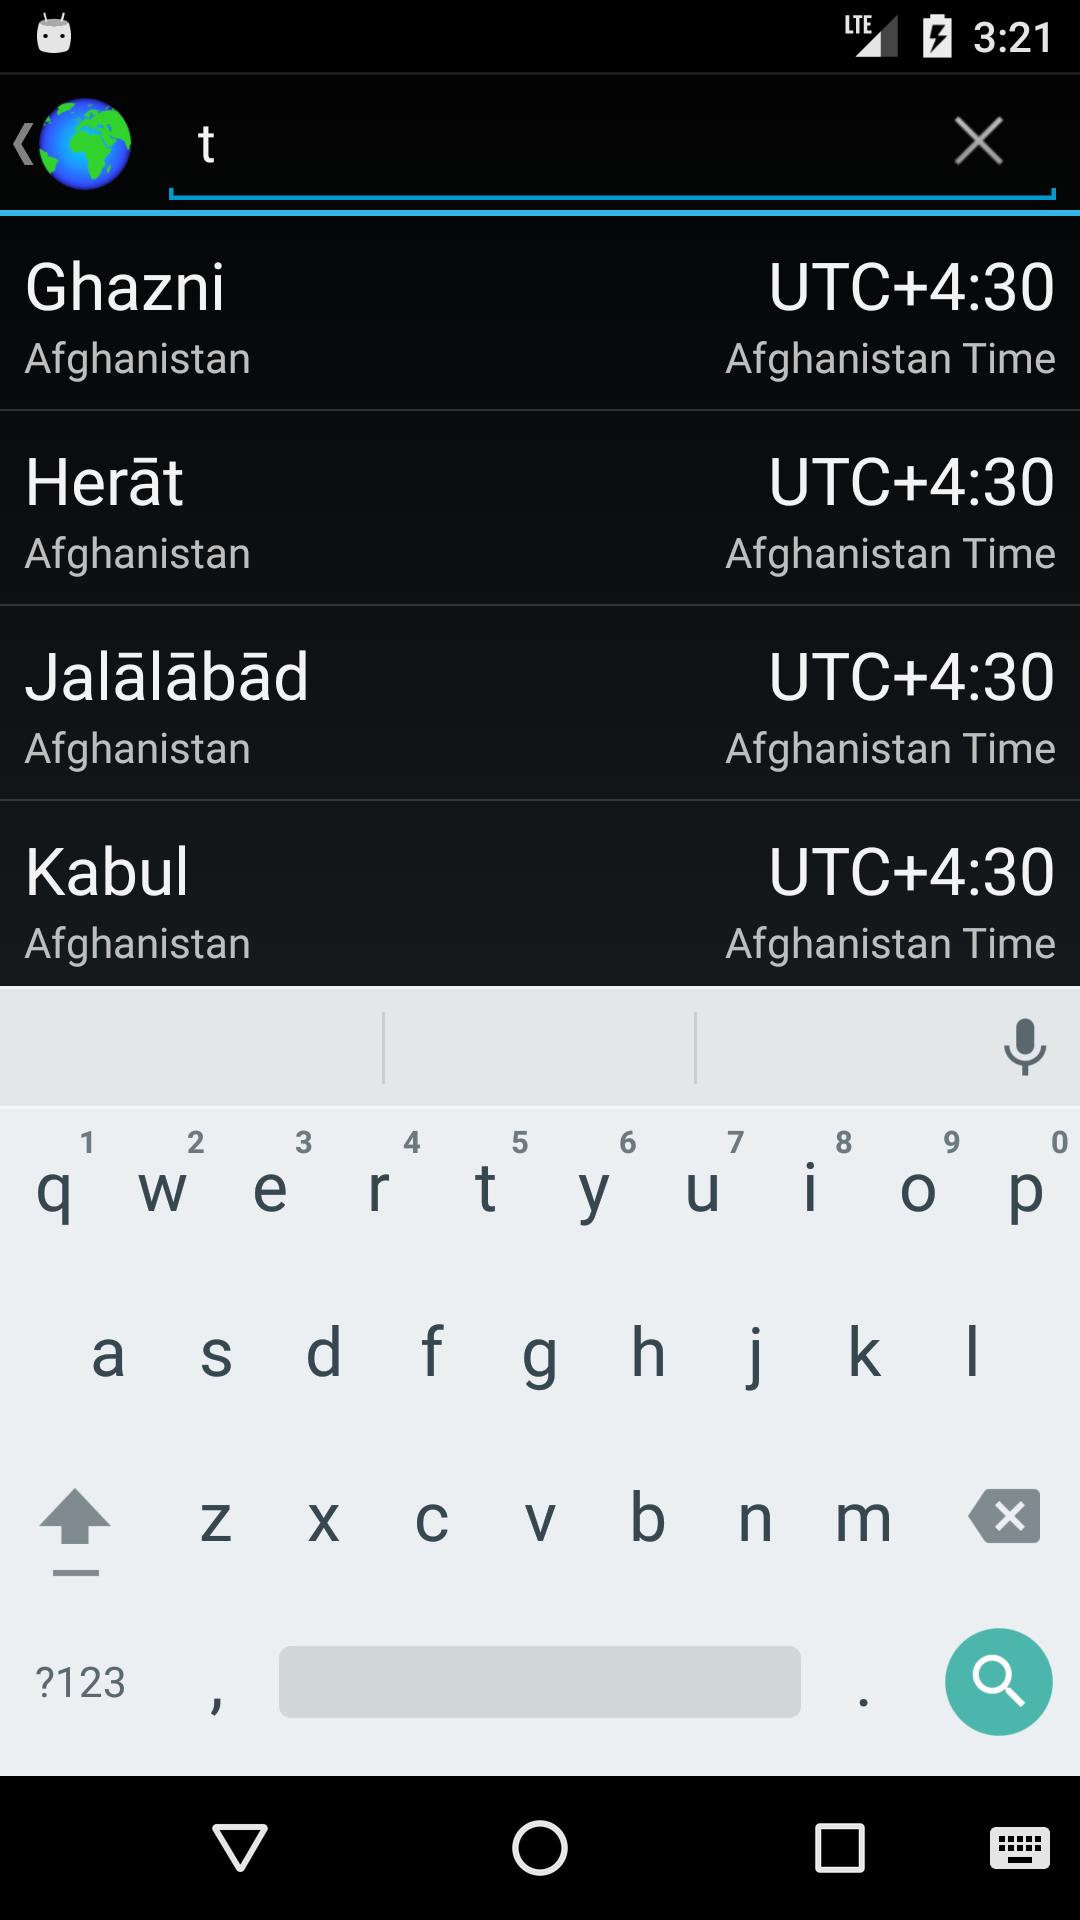 LTE 3:21
t
Ghazni UTC+4:30
Afghanistan Afghanistan Time
Herāt UTC+4:30
Afghanistan Afghanistan Time
Jalālābād UTC+4:30
Afghanistan Afghanistan Time
Kabul UTC+4:30
Afghanistan Afghanistan Time
1 2 3 4 5 6 7 8 9 0
q w e r t y u i o p
a s d f g h j k l
z x c v b n m
?123 , .